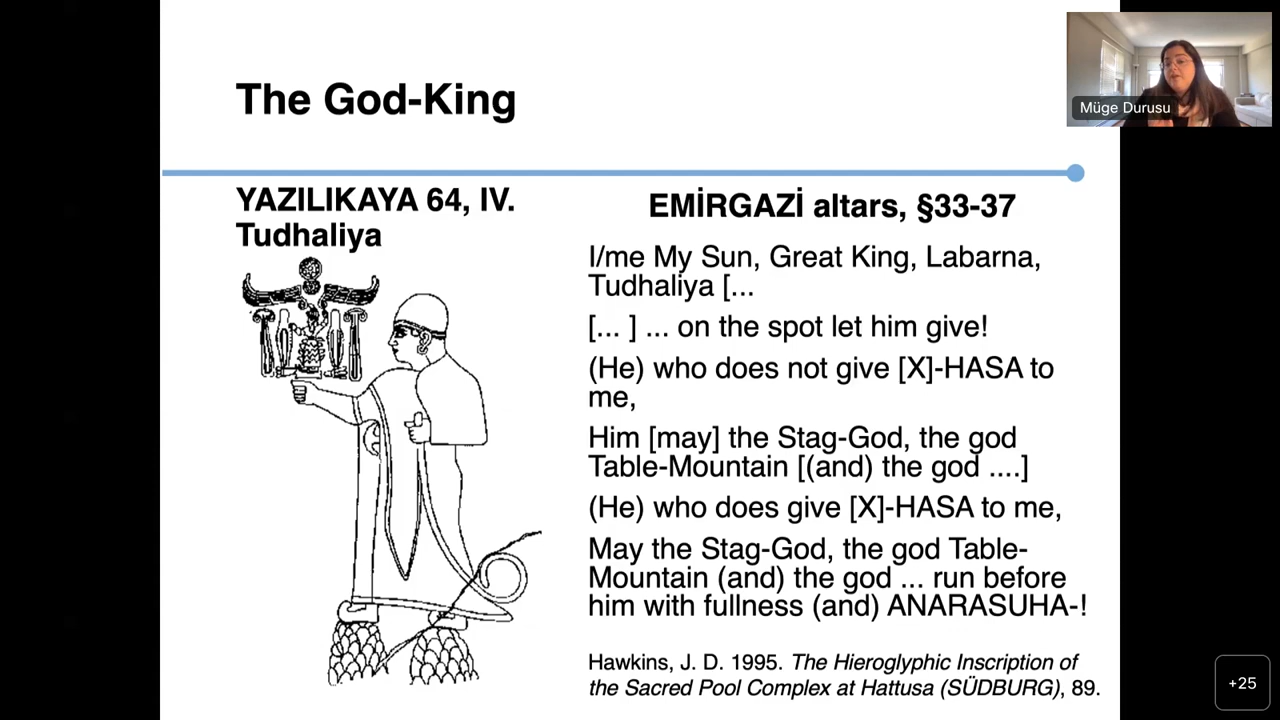 The God-King
Müge Durusu
YAZILIKAYA 64, IV.
Tudhaliya
EMİRGAZİ altars, §33-37
I/me My Sun, Great King, Labarna,
Tudhaliya [...
[... ] ... on the spot let him give!
(He) who does not give [X]-HASA to
me,
Him [may] the Stag-God, the god
Table-Mountain [(and) the god ....]
(He) who does give [X]-HASA to me,
May the Stag-God, the god Table-
Mountain (and) the god ... run before
him with fullness (and) ANARASUHA-!
Hawkins, J. D. 1995. The Hieroglyphic Inscription of
the Sacred Pool Complex at Hattusa (SÜDBURG), 89.
+25